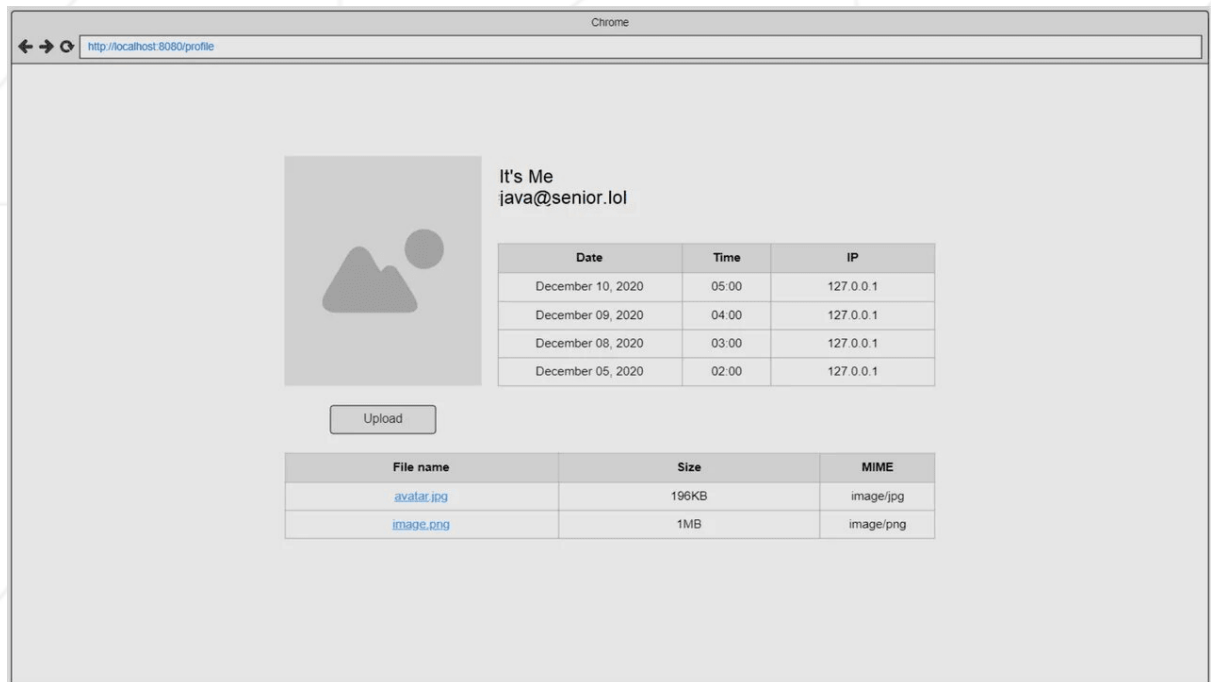 Chrome
http://localhost:8080/profile
It's Me
java@senior.lol
Date Time IP
December 10, 2020 05:00 127.0.0.1
December 09, 2020 04:00 127.0.0.1
December 08, 2020 03:00 127.0.0.1
December 05, 2020 02:00 127.0.0.1
Upload
File name Size MIME
avatar.jpg 196KB image/jpg
image.png 1MB image/png